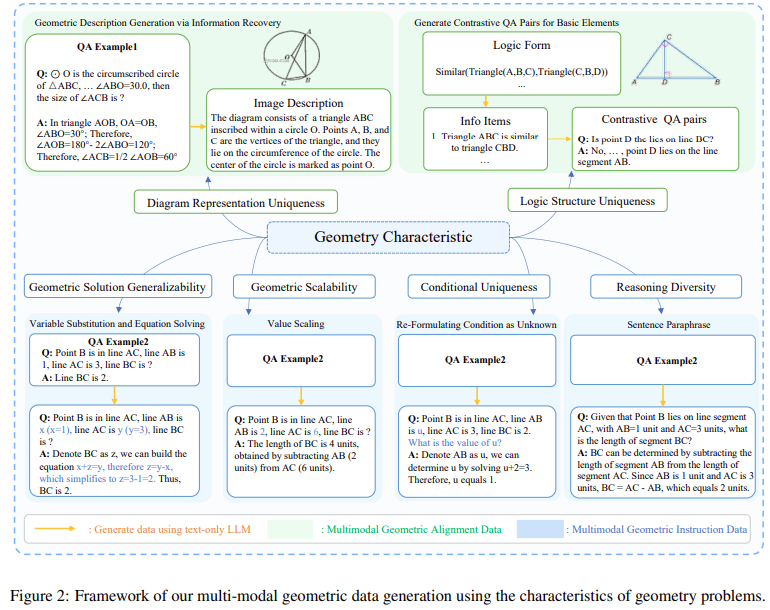 Geometric Description Generation via Information Recovery
QA Example1
Q: ⊙ O is the circumscribed circle
of △ABC, … ∠ABO=30.0, then
the size of ∠ACB is ?
A: In triangle AOB, OA=OB,
∠ABO=30°; Therefore,
∠AOB=180°- 2∠ABO=120°;
Therefore, ∠ACB=1/2 ∠AOB=60°
A
O
C
B
Image Description
The diagram consists of a triangle ABC
inscribed within a circle O. Points A, B, and
C are the vertices of the triangle, and they
lie on the circumference of the circle. The
center of the circle is marked as point O.
Generate Contrastive QA Pairs for Basic Elements
Logic Form
Similar(Triangle(A,B,C),Triangle(C,B,D))
...
C
A
D
B
Info Items
1. Triangle ABC is similar
to triangle CBD.
…
Contrastive QA pairs
Q: Is point D the lies on line BC?
A: No, … , point D lies on the line
segment AB.
Diagram Representation Uniqueness
Logic Structure Uniqueness
Geometry Characteristic
Geometric Solution Generalizability
Geometric Scalability
Conditional Uniqueness
Reasoning Diversity
Variable Substitution and Equation Solving
QA Example2
Q: Point B is in line AC, line AB is
1, line AC is 3, line BC is ?
A: Line BC is 2.
Q: Point B is in line AC, line AB is
x (x=1), line AC is y (y=3), line BC
is ?
A: Denote BC as z, we can build the
equation x+z=y, therefore z=y-x,
which simplifies to z=3-1=2. Thus,
BC is 2.
Value Scaling
QA Example2
Q: Point B is in line AC, line
AB is 2, line AC is 6, line BC is ?
A: The length of BC is 4 units,
obtained by subtracting AB (2
units) from AC (6 units).
Re-Formulating Condition as Unknown
QA Example2
Q: Point B is in line AC, line AB
is u, line AC is 3, line BC is 2.
What is the value of u?
A: Denote AB as u, we can
determine u by solving u+2=3.
Therefore, u equals 1.
Sentence Paraphrase
QA Example2
Q: Given that Point B lies on line segment
AC, with AB=1 unit and AC=3 units, what
is the length of segment BC?
A: BC can be determined by subtracting the
length of segment AB from the length of
segment AC. Since AB is 1 unit and AC is 3
units, BC = AC - AB, which equals 2 units.
: Generate data using text-only LLM
: Multimodal Geometric Alignment Data
: Multimodal Geometric Instruction Data
Figure 2: Framework of our multi-modal geometric data generation using the characteristics of geometry problems.